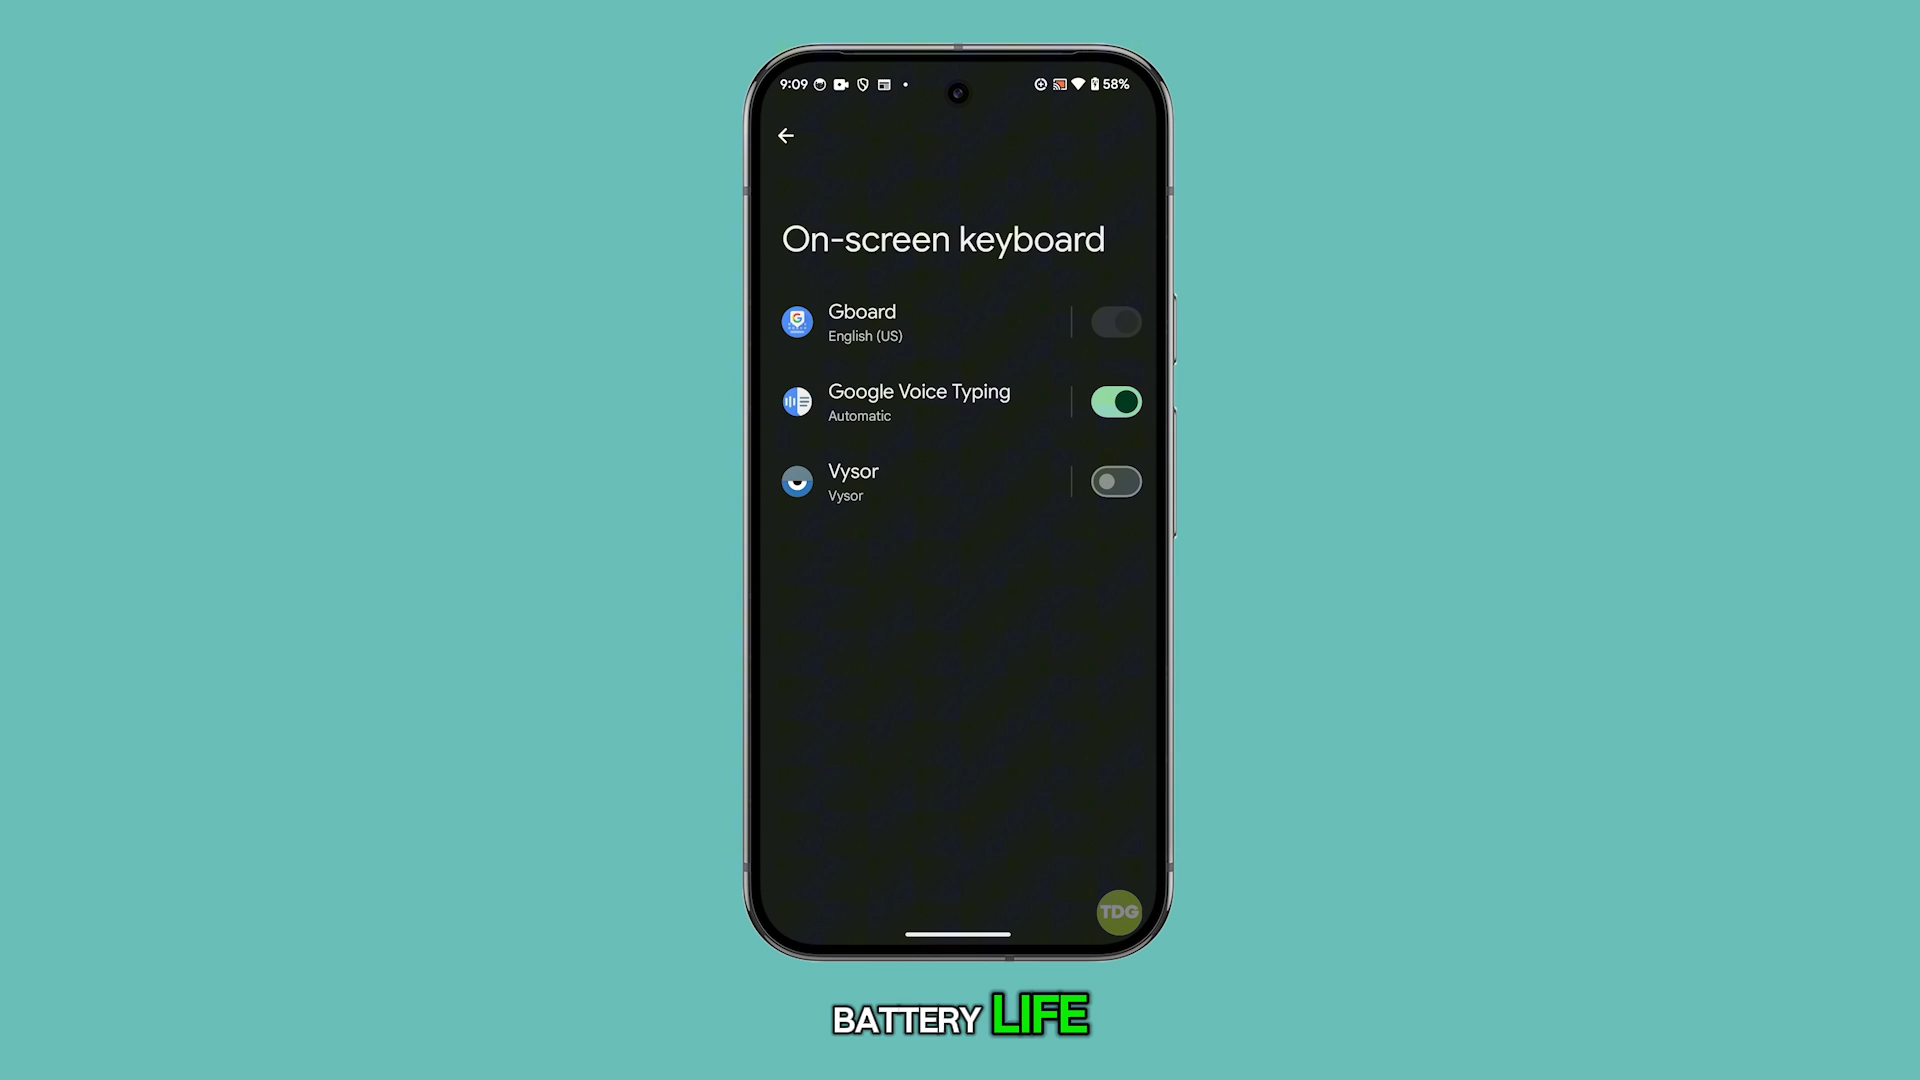 9:09
58%
On-screen keyboard
Gboard
English (US)
Google Voice Typing
Automatic
Vysor
Vysor
TDG
BATTERY LIFE